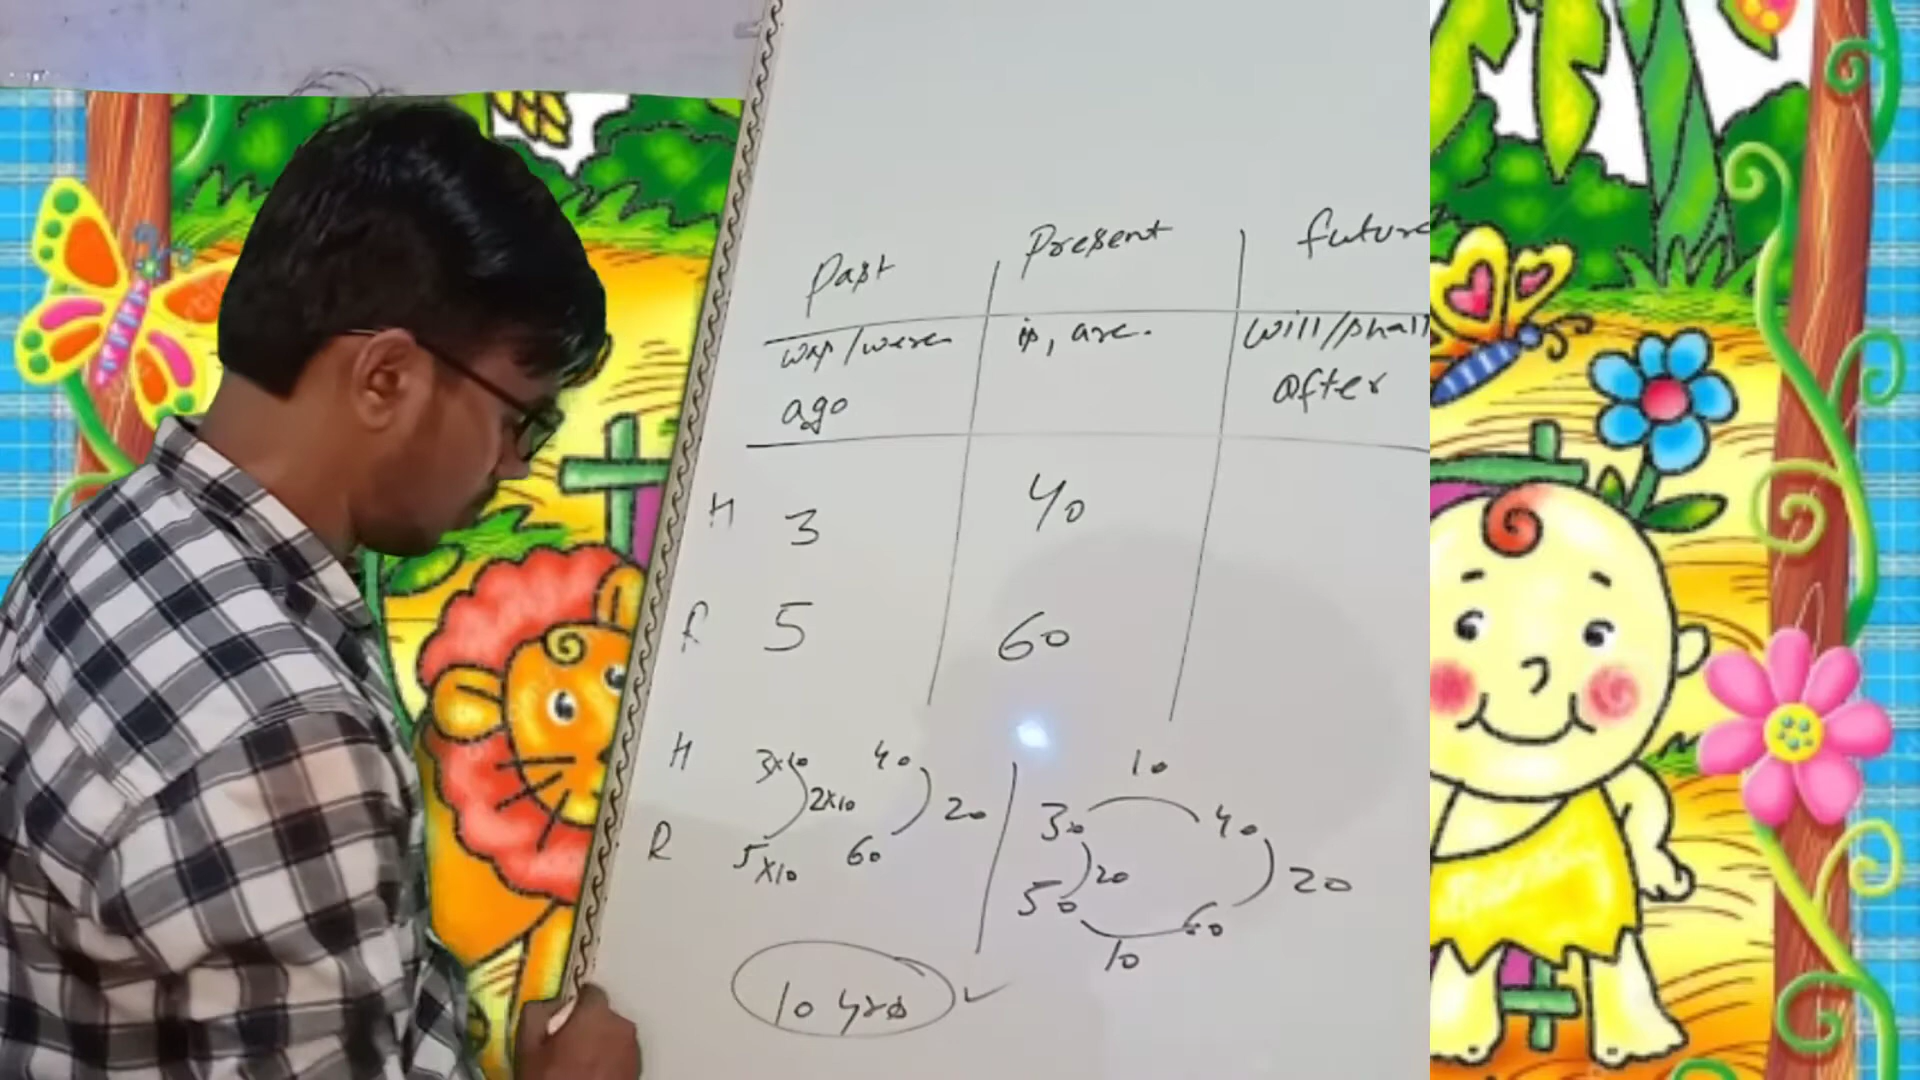 Past Present future
was/were is, are. will/shall
ago after
H 3 40
R 5 60
H 3x10 40 10
2x10 20 30 40
R 5x10 60 20 20
50 60
10 yrs 10